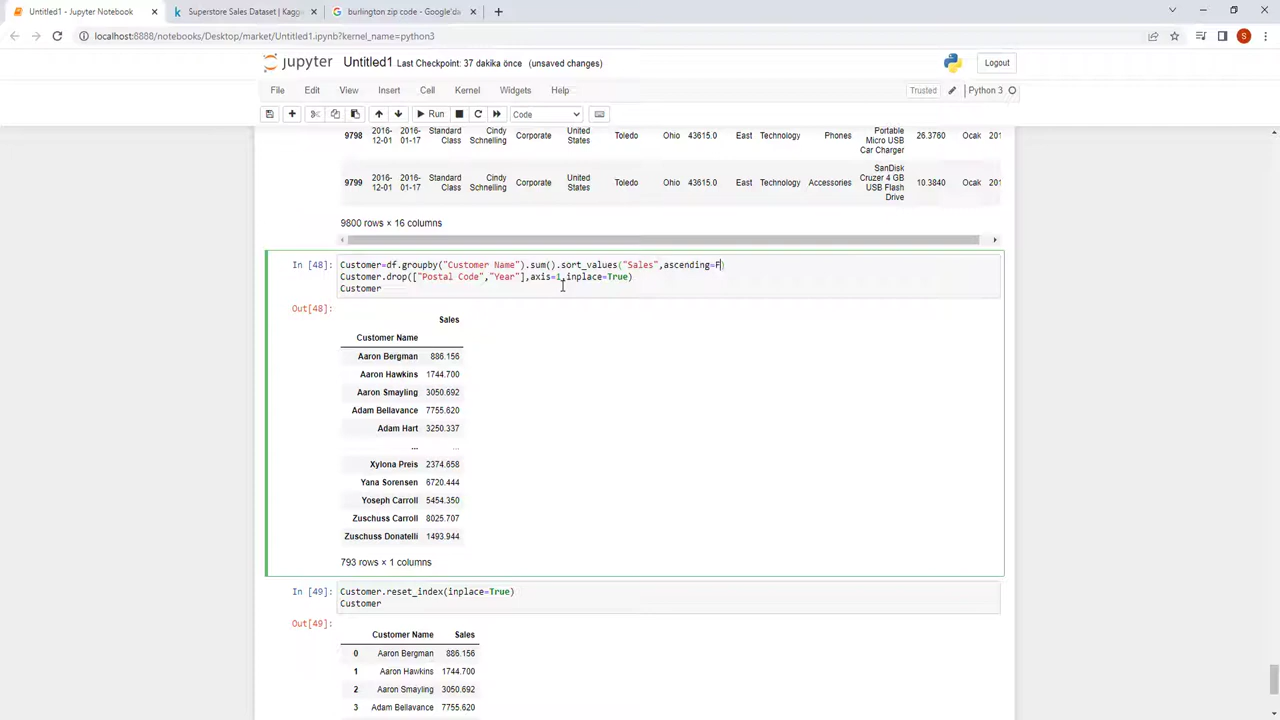 Untitled1 - Jupyter Notebook
Superstore Sales Dataset | Kagg
burlington zip code - Google'da
localhost:8888/notebooks/Desktop/market/Untitled1.ipynb?kernel_name=python3
S
jupyter Untitled1 Last Checkpoint: 37 dakika önce (unsaved changes)
Logout
File Edit View Insert Cell Kernel Widgets Help
Trusted Python 3
Run Code
9798 2016-12-01 2016-01-17 Standard Class Cindy Schnelling Corporate United States Toledo Ohio 43615.0 East Technology Phones Portable Micro USB Car Charger 26.3760 Ocak 201
9799 2016-12-01 2016-01-17 Standard Class Cindy Schnelling Corporate United States Toledo Ohio 43615.0 East Technology Accessories SanDisk Cruzer 4 GB USB Flash Drive 10.3840 Ocak 201
9800 rows × 16 columns
In [48]: Customer=df.groupby("Customer Name").sum().sort_values("Sales",ascending=F)
Customer.drop(["Postal Code","Year"],axis=1,inplace=True)
Customer
Out[48]:
Sales
Customer Name
Aaron Bergman 886.156
Aaron Hawkins 1744.700
Aaron Smayling 3050.692
Adam Bellavance 7755.620
Adam Hart 3250.337
... ...
Xylona Preis 2374.658
Yana Sorensen 6720.444
Yoseph Carroll 5454.350
Zuschuss Carroll 8025.707
Zuschuss Donatelli 1493.944
793 rows × 1 columns
In [49]: Customer.reset_index(inplace=True)
Customer
Out[49]:
Customer Name Sales
0 Aaron Bergman 886.156
1 Aaron Hawkins 1744.700
2 Aaron Smayling 3050.692
3 Adam Bellavance 7755.620